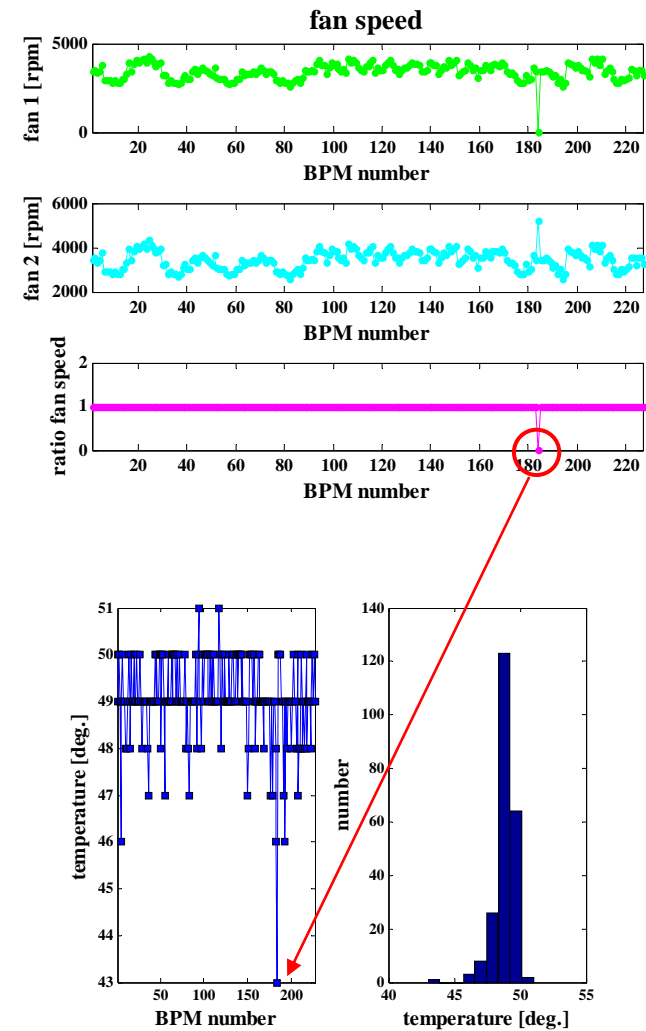 fan speed
fan 1 [rpm]
5000
0
20 40 60 80 100 120 140 160 180 200 220
BPM number
fan 2 [rpm]
6000
4000
2000
20 40 60 80 100 120 140 160 180 200 220
BPM number
ratio fan speed
2
1
0
20 40 60 80 100 120 140 160 180 200 220
BPM number
temperature [deg.]
51
50
49
48
47
46
45
44
43
50 100 150 200
BPM number
number
140
120
100
80
60
40
20
0
40 45 50 55
temperature [deg.]